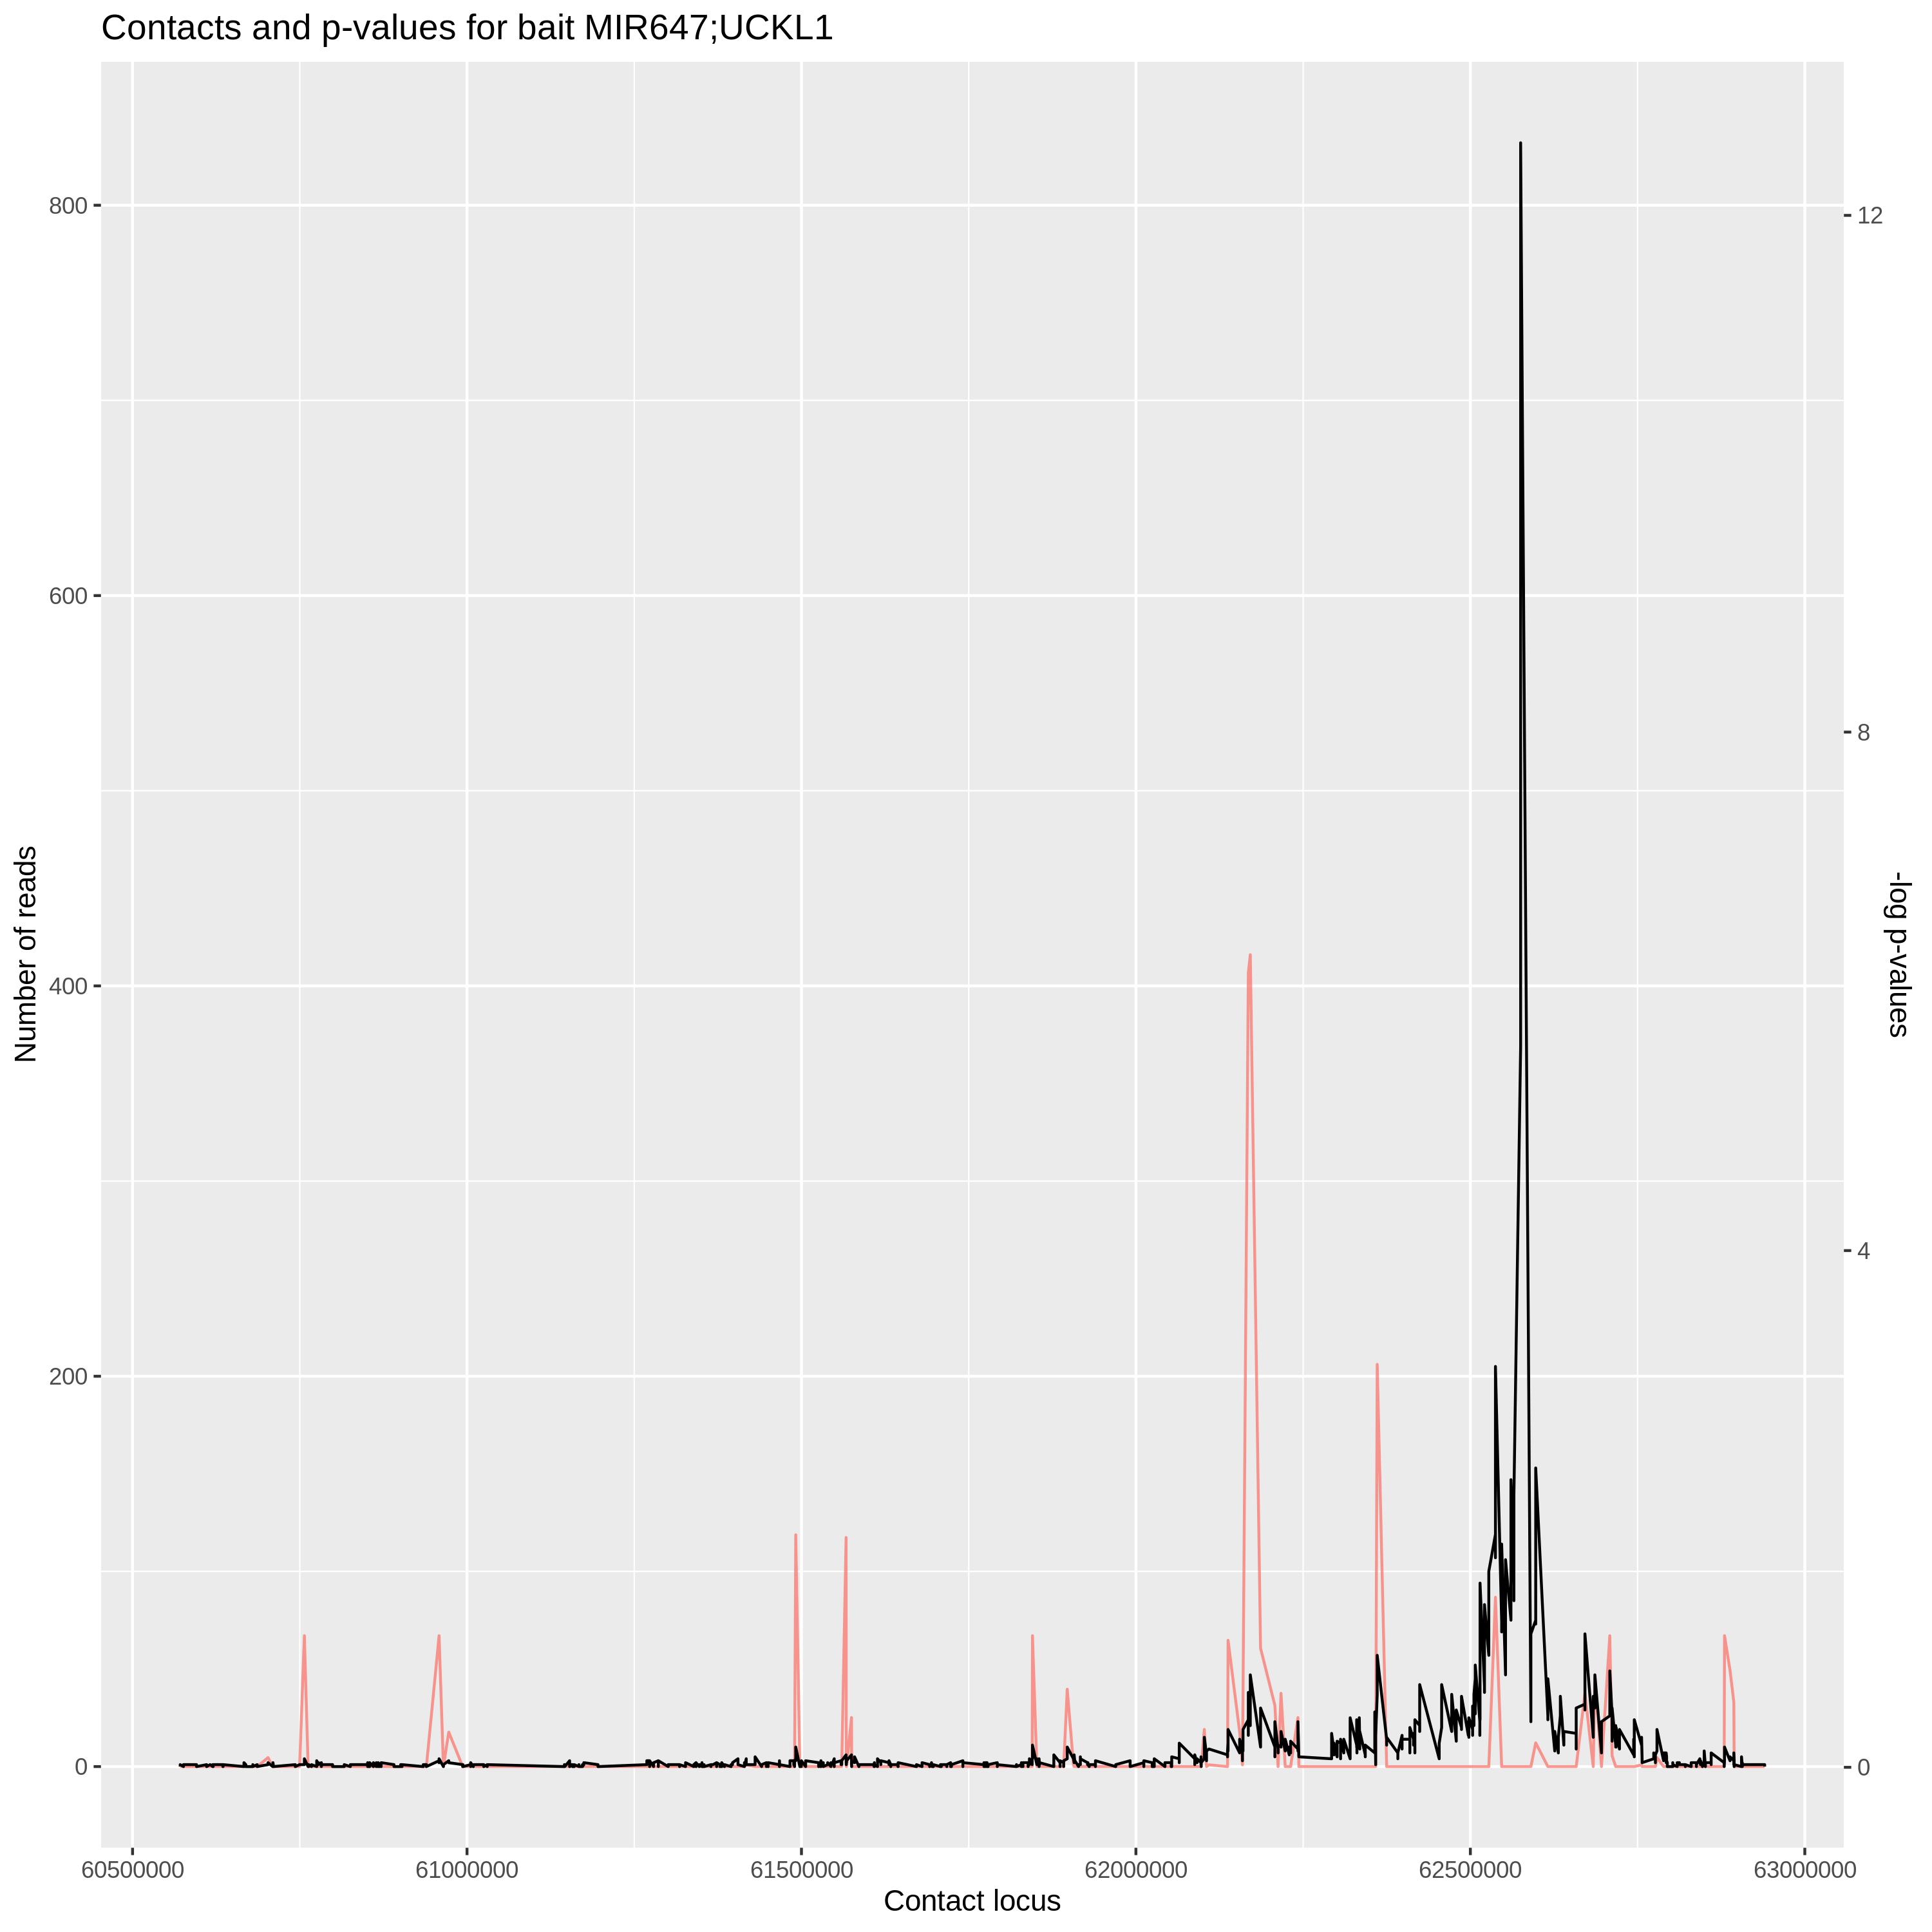 Contacts and p-values for bait MIR647;UCKL1
800
600
400
200
0
Number of reads
12
8
4
0
-log p-values
60500000 61000000 61500000 62000000 62500000 63000000
Contact locus